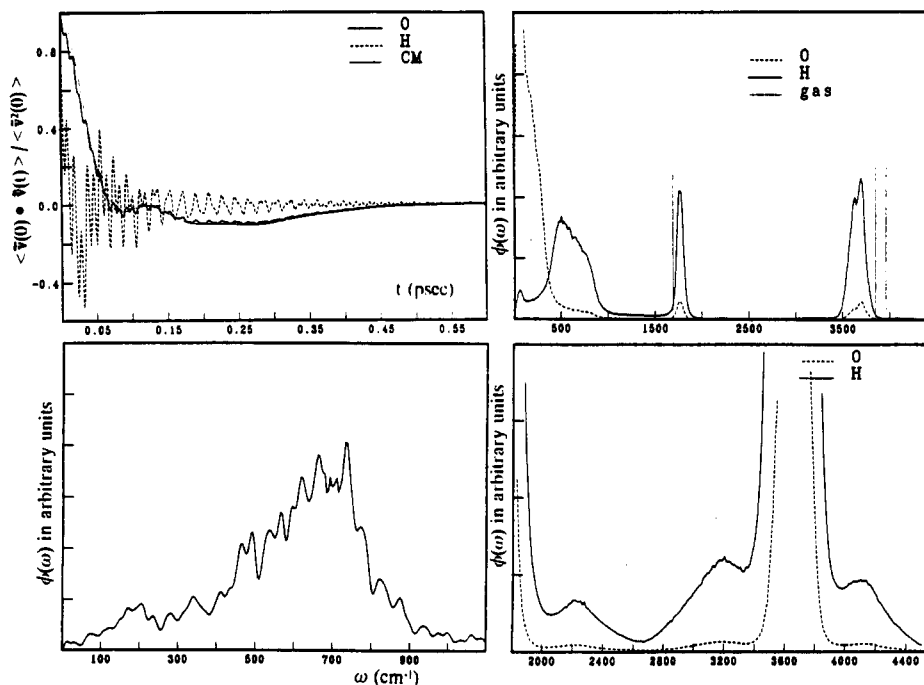 O
H
CM
< v̄(0) • v̄(t) > / < v̄²(0) >
0.8
0.4
0.0
-0.4
t (psec)
0.05
0.15
0.25
0.35
0.45
0.55
O
H
gas
ϕ(ω) in arbitrary units
500
1500
2500
3500
ϕ(ω) in arbitrary units
100
300
500
700
900
ω (cm⁻¹)
O
H
ϕ(ω) in arbitrary units
2000
2400
2800
3200
3600
4000
4400